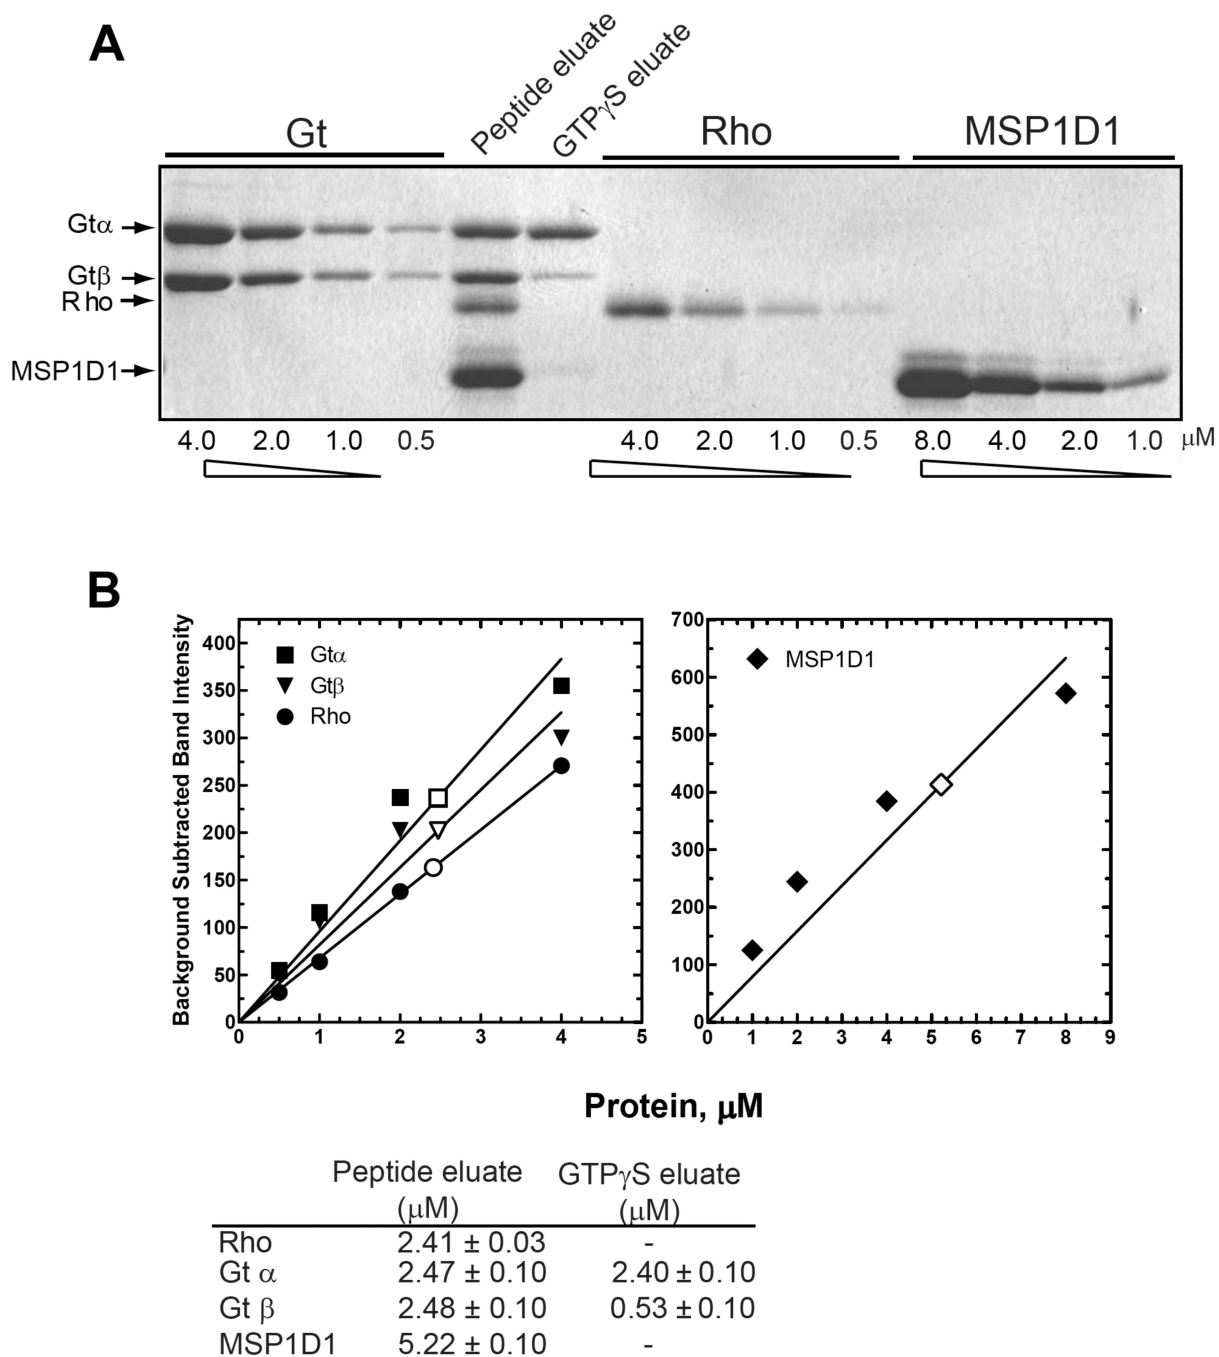 A
Peptide eluate
GTPγS eluate
Gt
Rho
MSP1D1
Gtα
Gtβ
Rho
MSP1D1
4.0 2.0 1.0 0.5 4.0 2.0 1.0 0.5 8.0 4.0 2.0 1.0 μM
B
Background Subtracted Band Intensity
400
350
300
250
200
150
100
50
0
0 1 2 3 4 5
Gtα
Gtβ
Rho
700
600
500
400
300
200
100
0
0 1 2 3 4 5 6 7 8 9
MSP1D1
Protein, μM
Peptide eluate GTPγS eluate
(μM) (μM)
Rho 2.41 ± 0.03 -
Gt α 2.47 ± 0.10 2.40 ± 0.10
Gt β 2.48 ± 0.10 0.53 ± 0.10
MSP1D1 5.22 ± 0.10 -